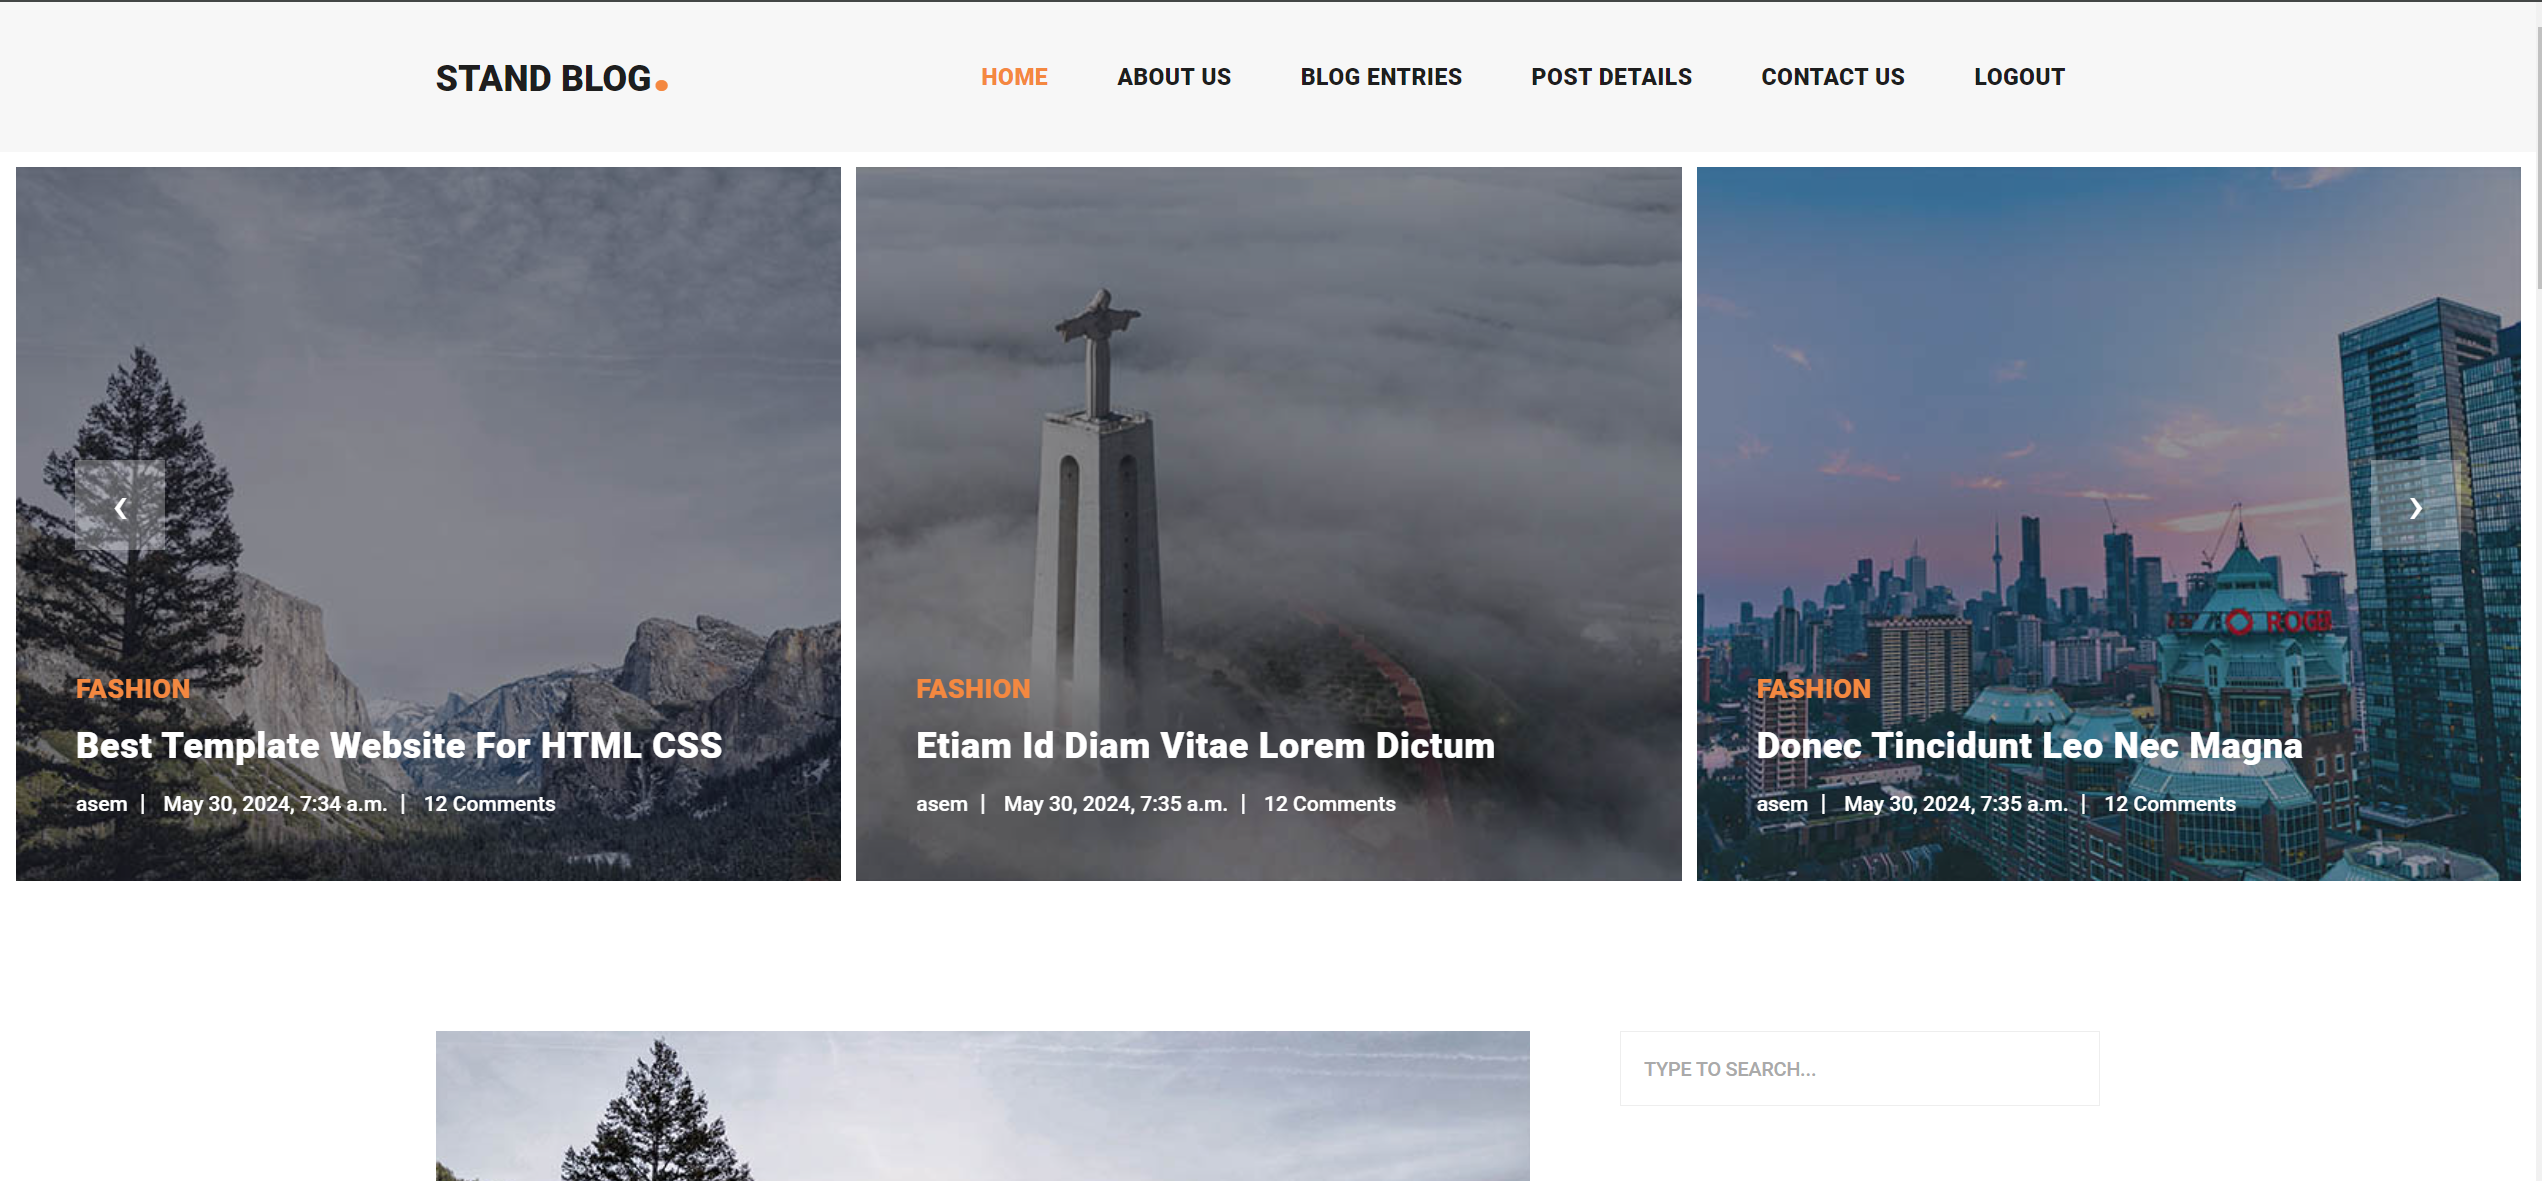 STAND BLOG.
HOME ABOUT US BLOG ENTRIES POST DETAILS CONTACT US LOGOUT
FASHION
Best Template Website For HTML CSS
asem | May 30, 2024, 7:34 a.m. | 12 Comments
FASHION
Etiam Id Diam Vitae Lorem Dictum
asem | May 30, 2024, 7:35 a.m. | 12 Comments
ROGE
FASHION
Donec Tincidunt Leo Nec Magna
asem | May 30, 2024, 7:35 a.m. | 12 Comments
TYPE TO SEARCH...